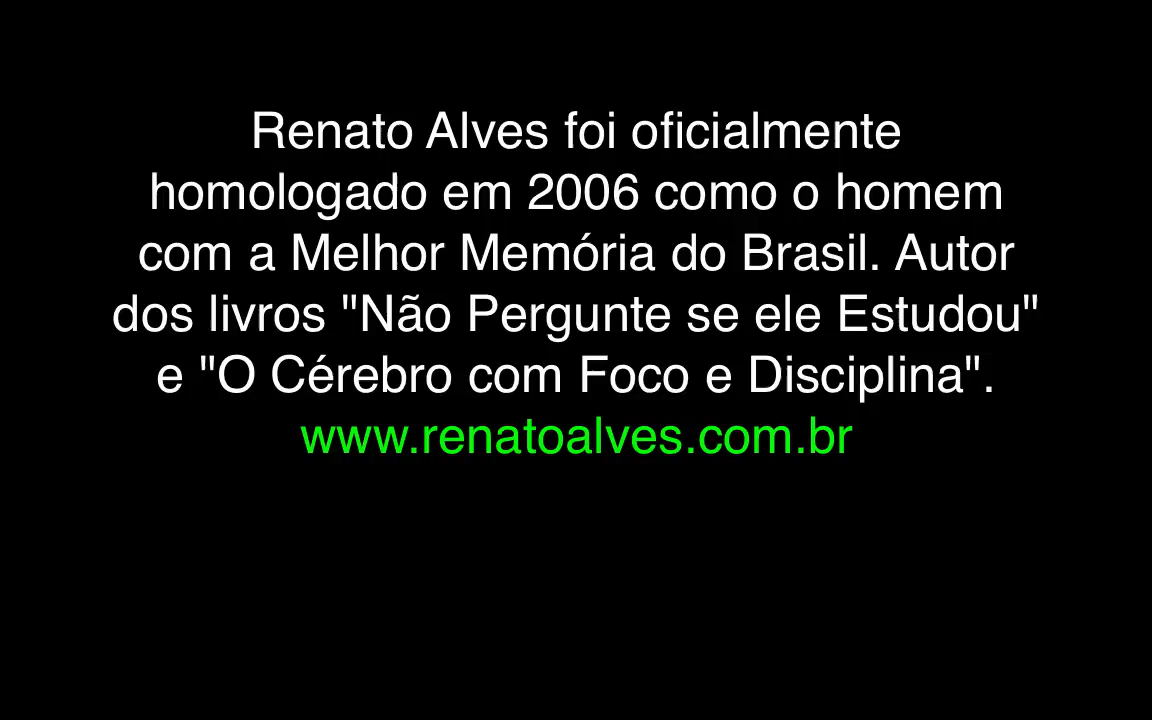 Renato Alves foi oficialmente
homologado em 2006 como o homem
com a Melhor Memória do Brasil. Autor
dos livros "Não Pergunte se ele Estudou"
e "O Cérebro com Foco e Disciplina".
www.renatoalves.com.br